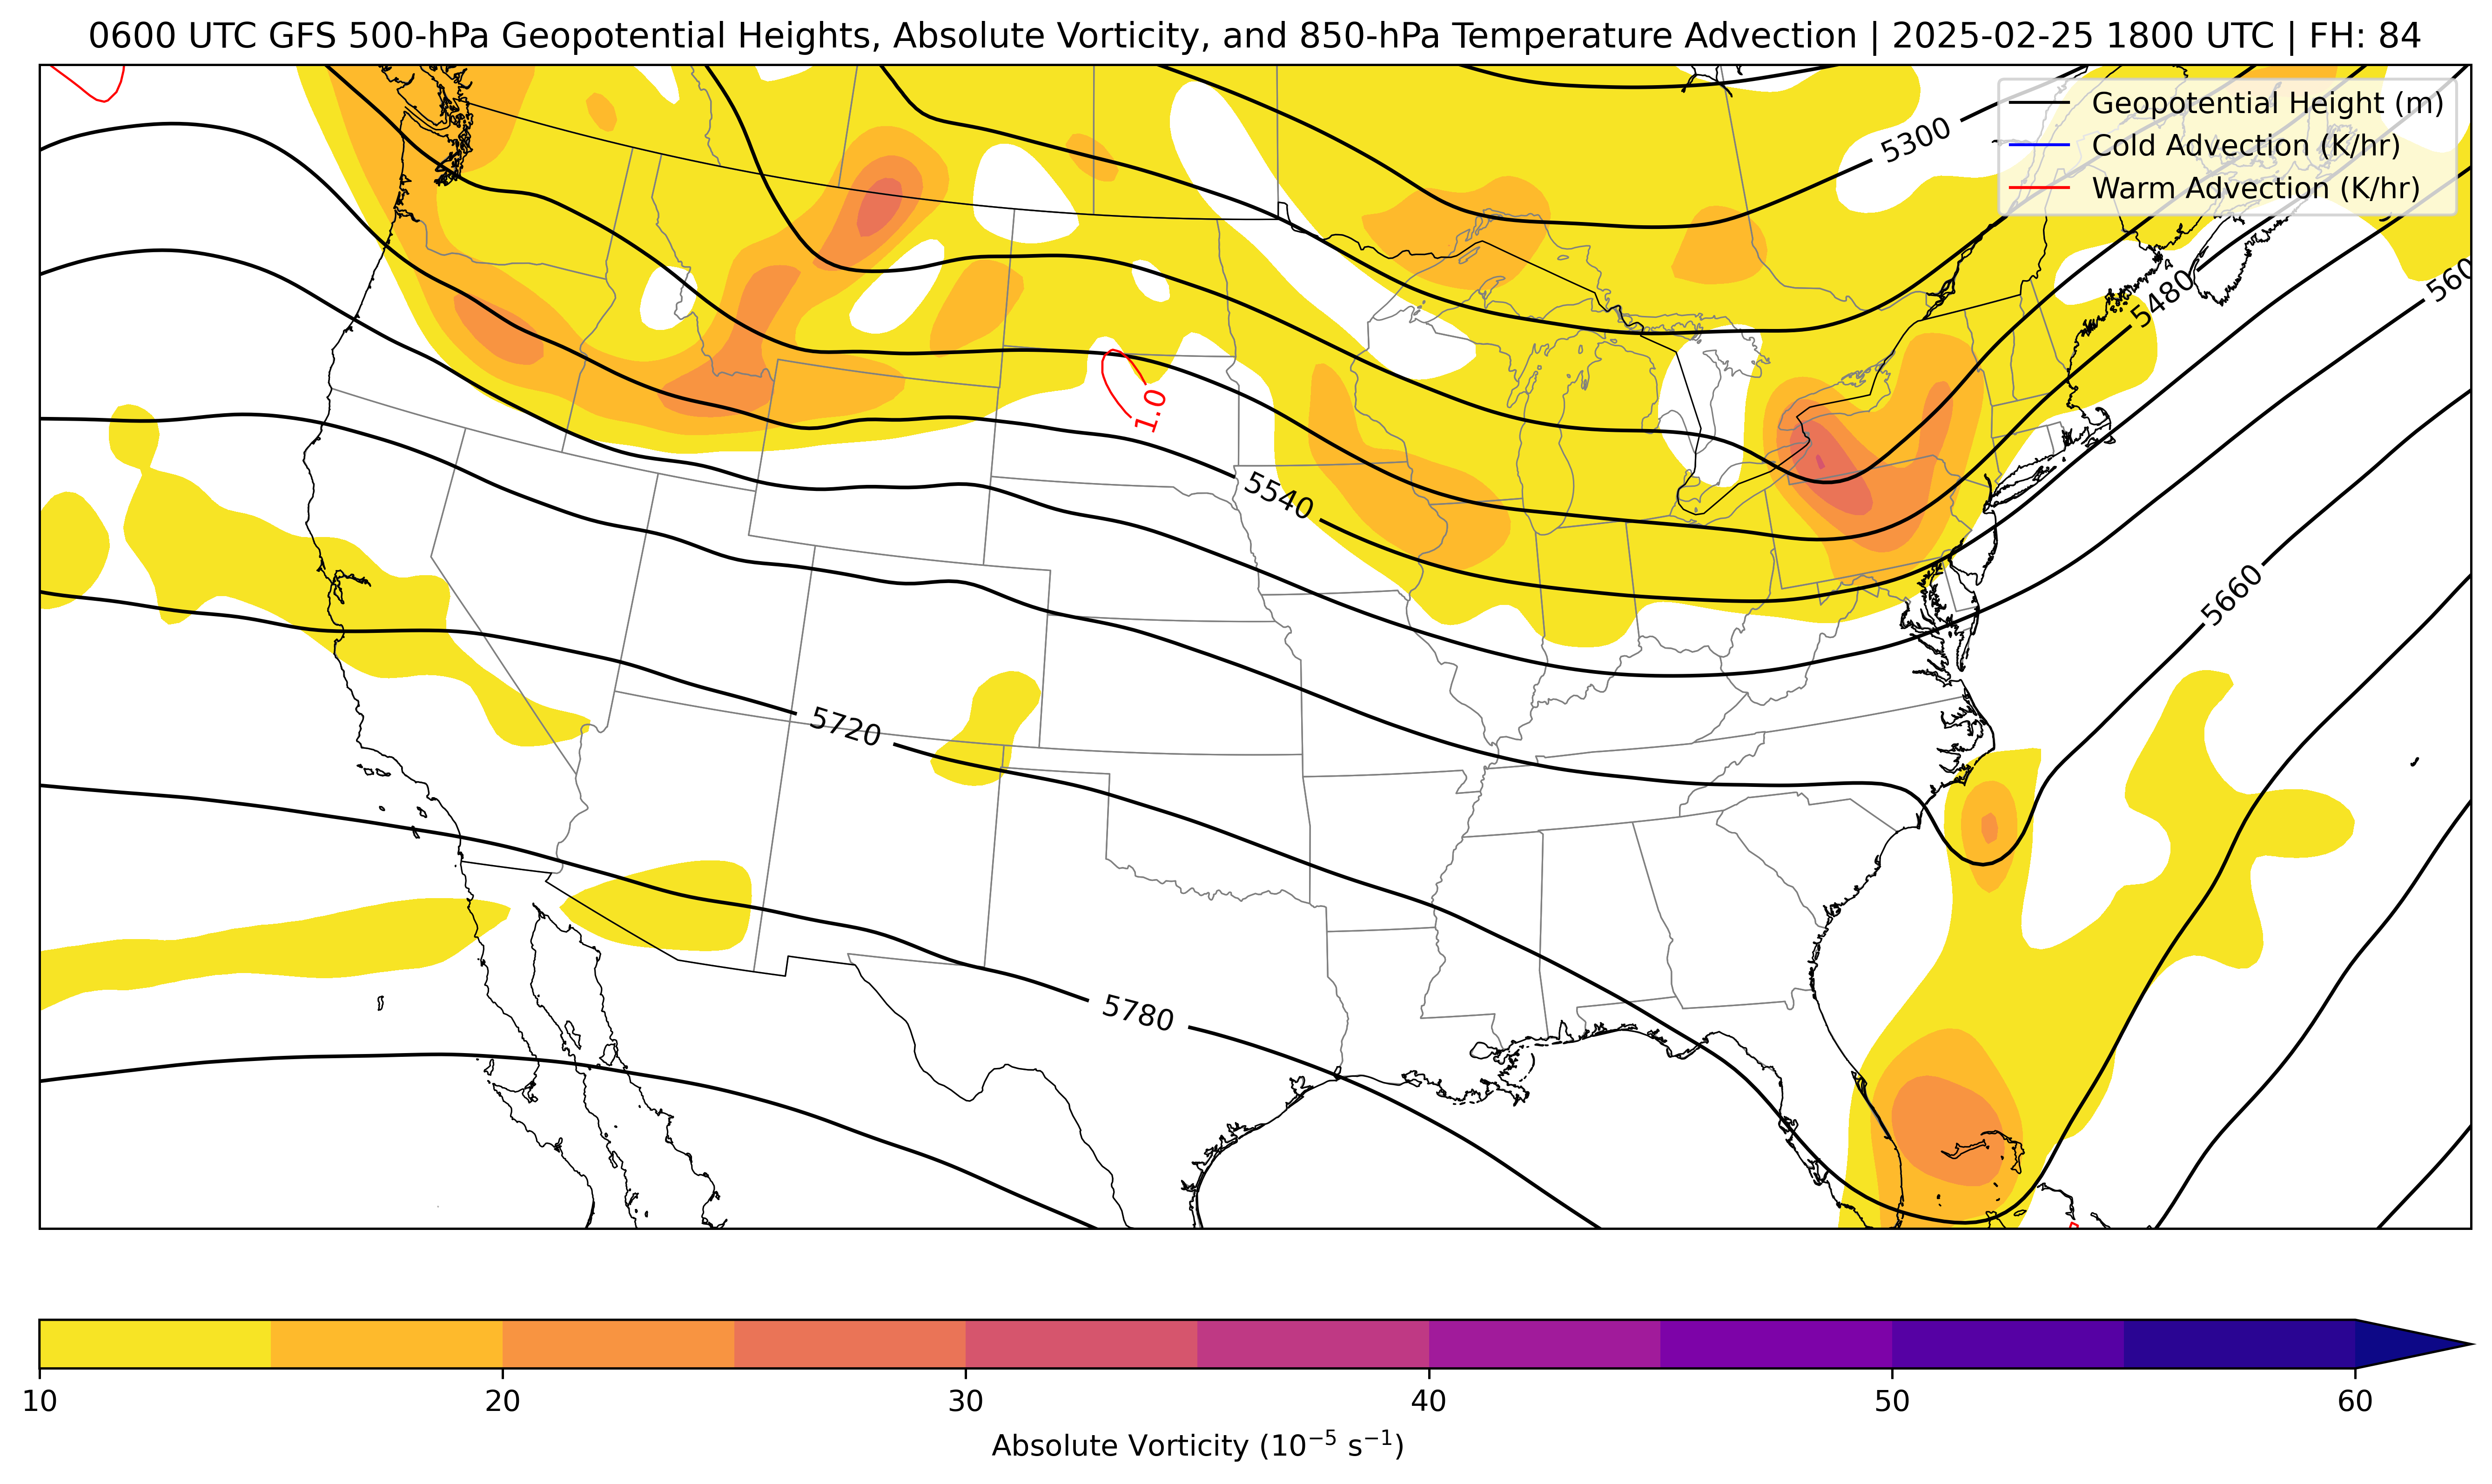 0600 UTC GFS 500-hPa Geopotential Heights, Absolute Vorticity, and 850-hPa Temperature Advection | 2025-02-25 1800 UTC | FH: 84
Geopotential Height (m)
Cold Advection (K/hr)
Warm Advection (K/hr)
5300
5480
560
1.0
5540
5660
5720
5780
10 20 30 40 50 60
Absolute Vorticity (10⁻⁵ s⁻¹)